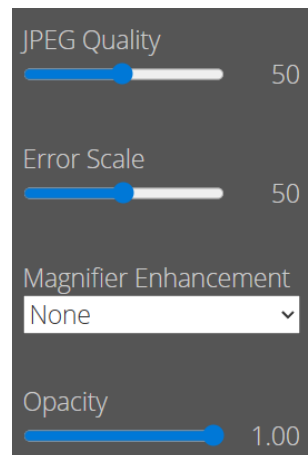 JPEG Quality
50
Error Scale
50
Magnifier Enhancement
None
Opacity
1.00